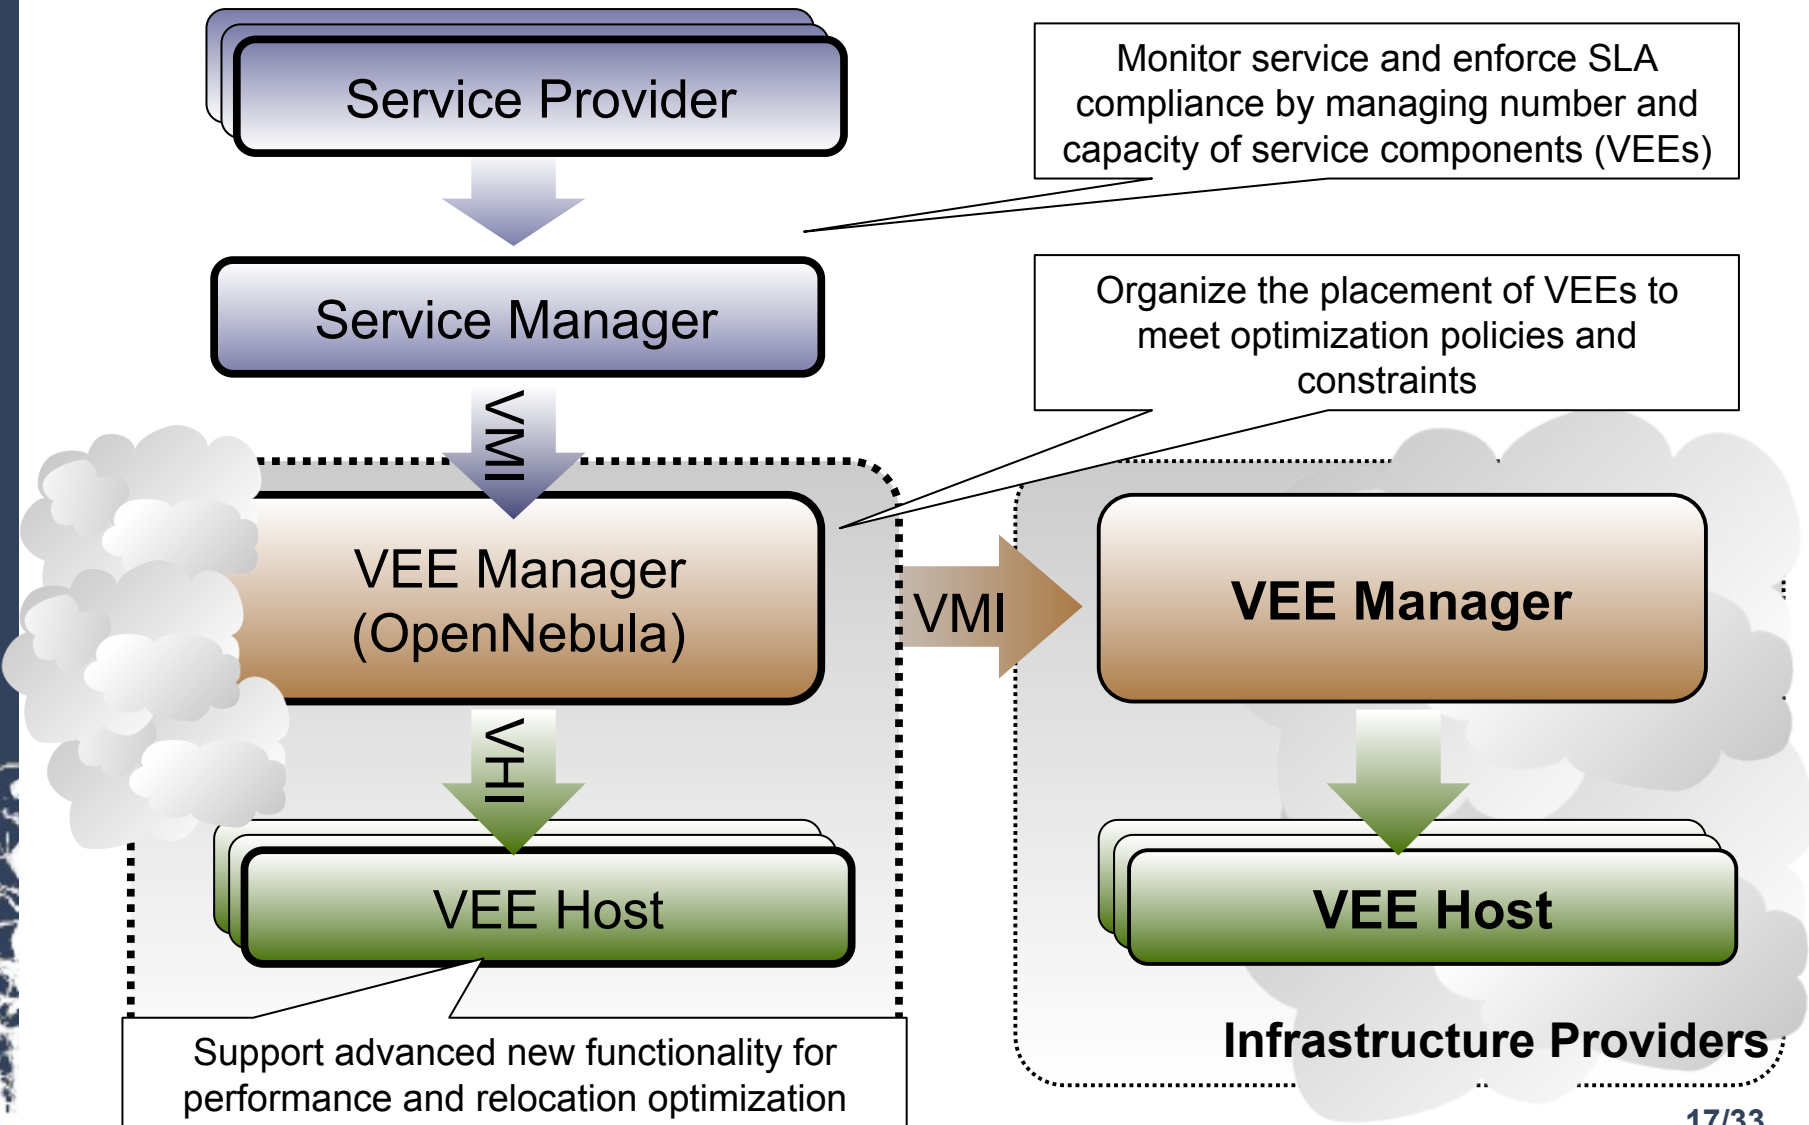 Service Provider
Monitor service and enforce SLA
compliance by managing number and
capacity of service components (VEEs)
Service Manager
Organize the placement of VEEs to
meet optimization policies and
constraints
VMI
VEE Manager
(OpenNebula)
VMI
VEE Manager
VHI
VEE Host
VEE Host
Infrastructure Providers
Support advanced new functionality for
performance and relocation optimization
17/33